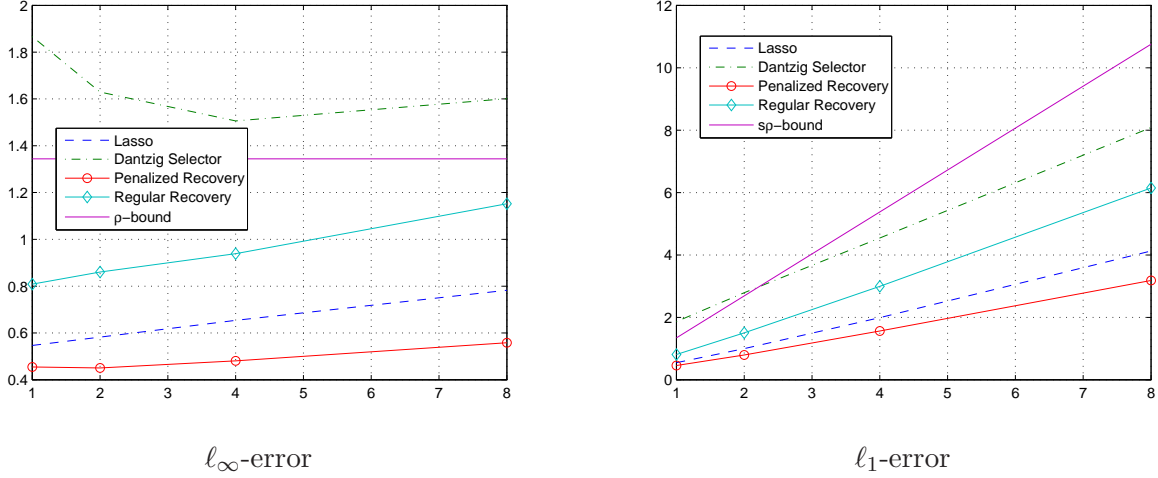 2
1.8
1.6
1.4
1.2
1
0.8
0.6
0.4
Lasso
Dantzig Selector
Penalized Recovery
Regular Recovery
ρ−bound
1 2 3 4 5 6 7 8
ℓ∞-error
12
10
8
6
4
2
0
Lasso
Dantzig Selector
Penalized Recovery
Regular Recovery
sρ−bound
1 2 3 4 5 6 7 8
ℓ1-error